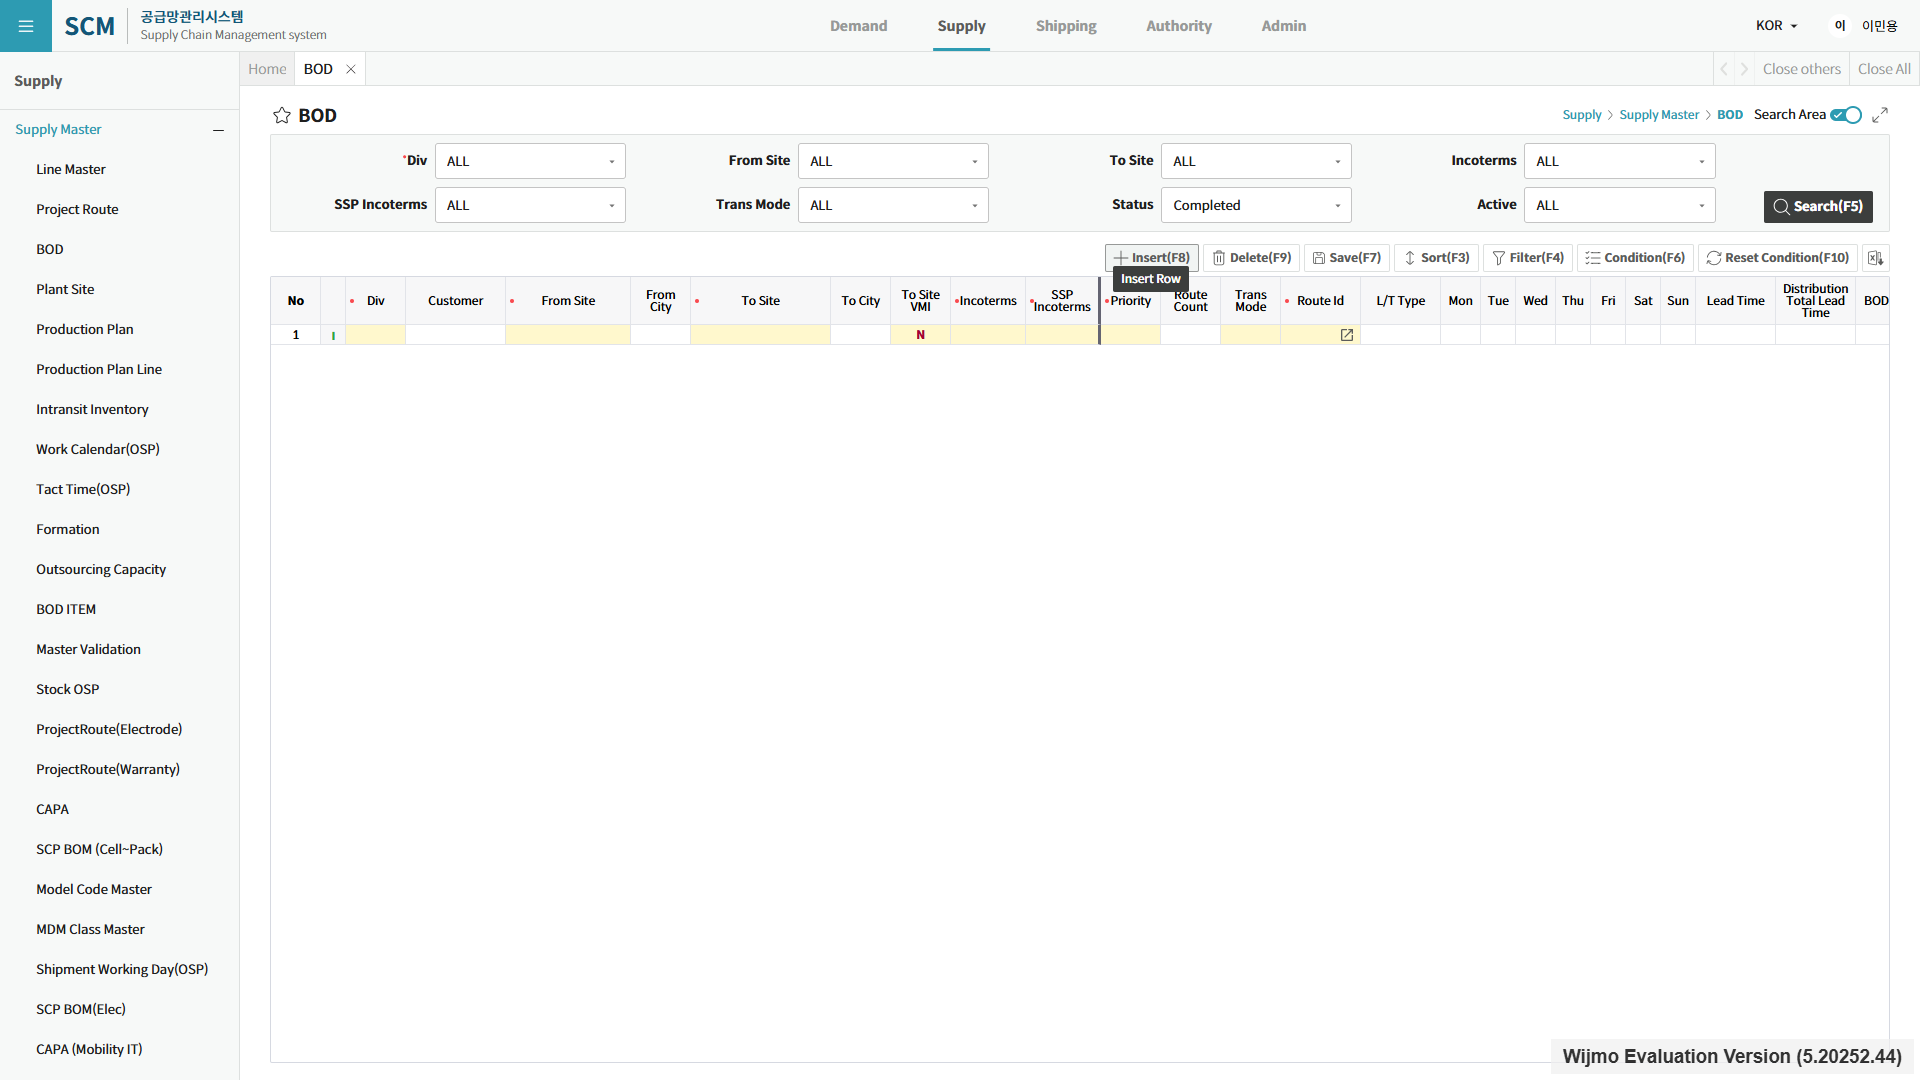 SCM
공급망관리시스템
Supply Chain Management system
Demand
Supply
Shipping
Authority
Admin
KOR
이
이민용
Supply
Home
BOD
Close others
Close All
Supply Master
Line Master
Project Route
BOD
Plant Site
Production Plan
Production Plan Line
Intransit Inventory
Work Calendar(OSP)
Tact Time(OSP)
Formation
Outsourcing Capacity
BOD ITEM
Master Validation
Stock OSP
ProjectRoute(Electrode)
ProjectRoute(Warranty)
CAPA
SCP BOM (Cell~Pack)
Model Code Master
MDM Class Master
Shipment Working Day(OSP)
SCP BOM(Elec)
CAPA (Mobility IT)
BOD
Supply > Supply Master > BOD
Search Area
*Div ALL
From Site ALL
To Site ALL
Incoterms ALL
SSP Incoterms ALL
Trans Mode ALL
Status Completed
Active ALL
Search(F5)
Insert(F8)
Delete(F9)
Save(F7)
Sort(F3)
Filter(F4)
Condition(F6)
Reset Condition(F10)
Insert Row
No
Div
Customer
From Site
From City
To Site
To City
To Site VMI
Incoterms
SSP Incoterms
Priority
Route Count
Trans Mode
Route Id
L/T Type
Mon
Tue
Wed
Thu
Fri
Sat
Sun
Lead Time
Distribution Total Lead Time
BOD
1
I
N
Wijmo Evaluation Version (5.20252.44)